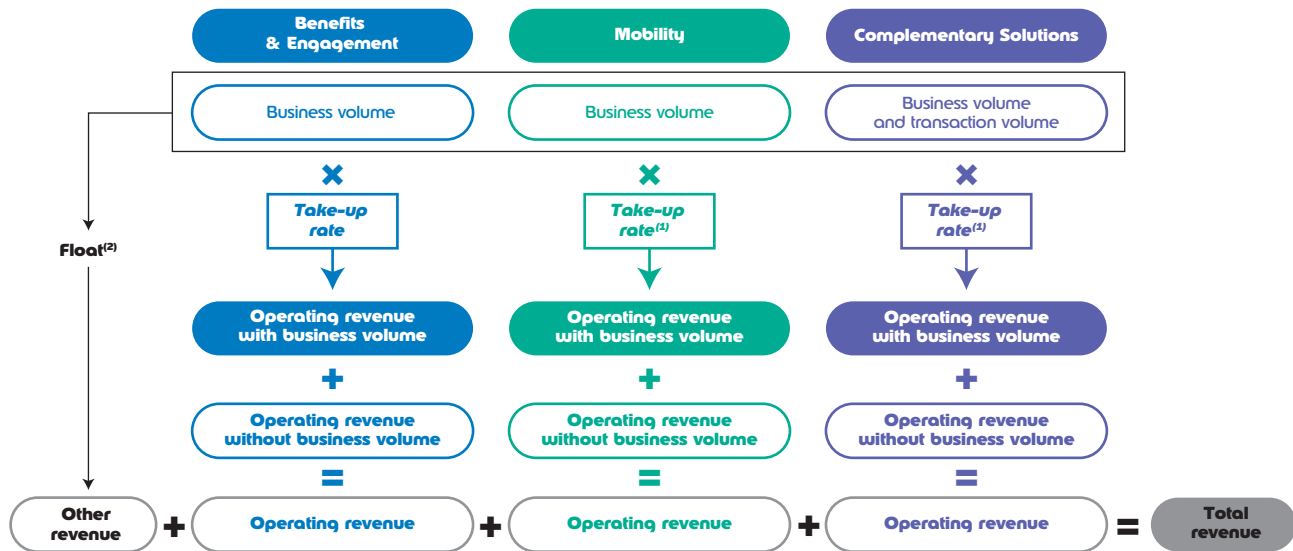 Benefits
& Engagement
Mobility
Complementary Solutions
Business volume
Business volume
Business volume
and transaction volume
×
×
×
Take-up
rate
Take-up
rate(1)
Take-up
rate(1)
Float(2)
Operating revenue
with business volume
Operating revenue
with business volume
Operating revenue
with business volume
+
+
+
Operating revenue
without business volume
Operating revenue
without business volume
Operating revenue
without business volume
=
=
=
Other
revenue
+
Operating revenue
+
Operating revenue
+
Operating revenue
=
Total
revenue